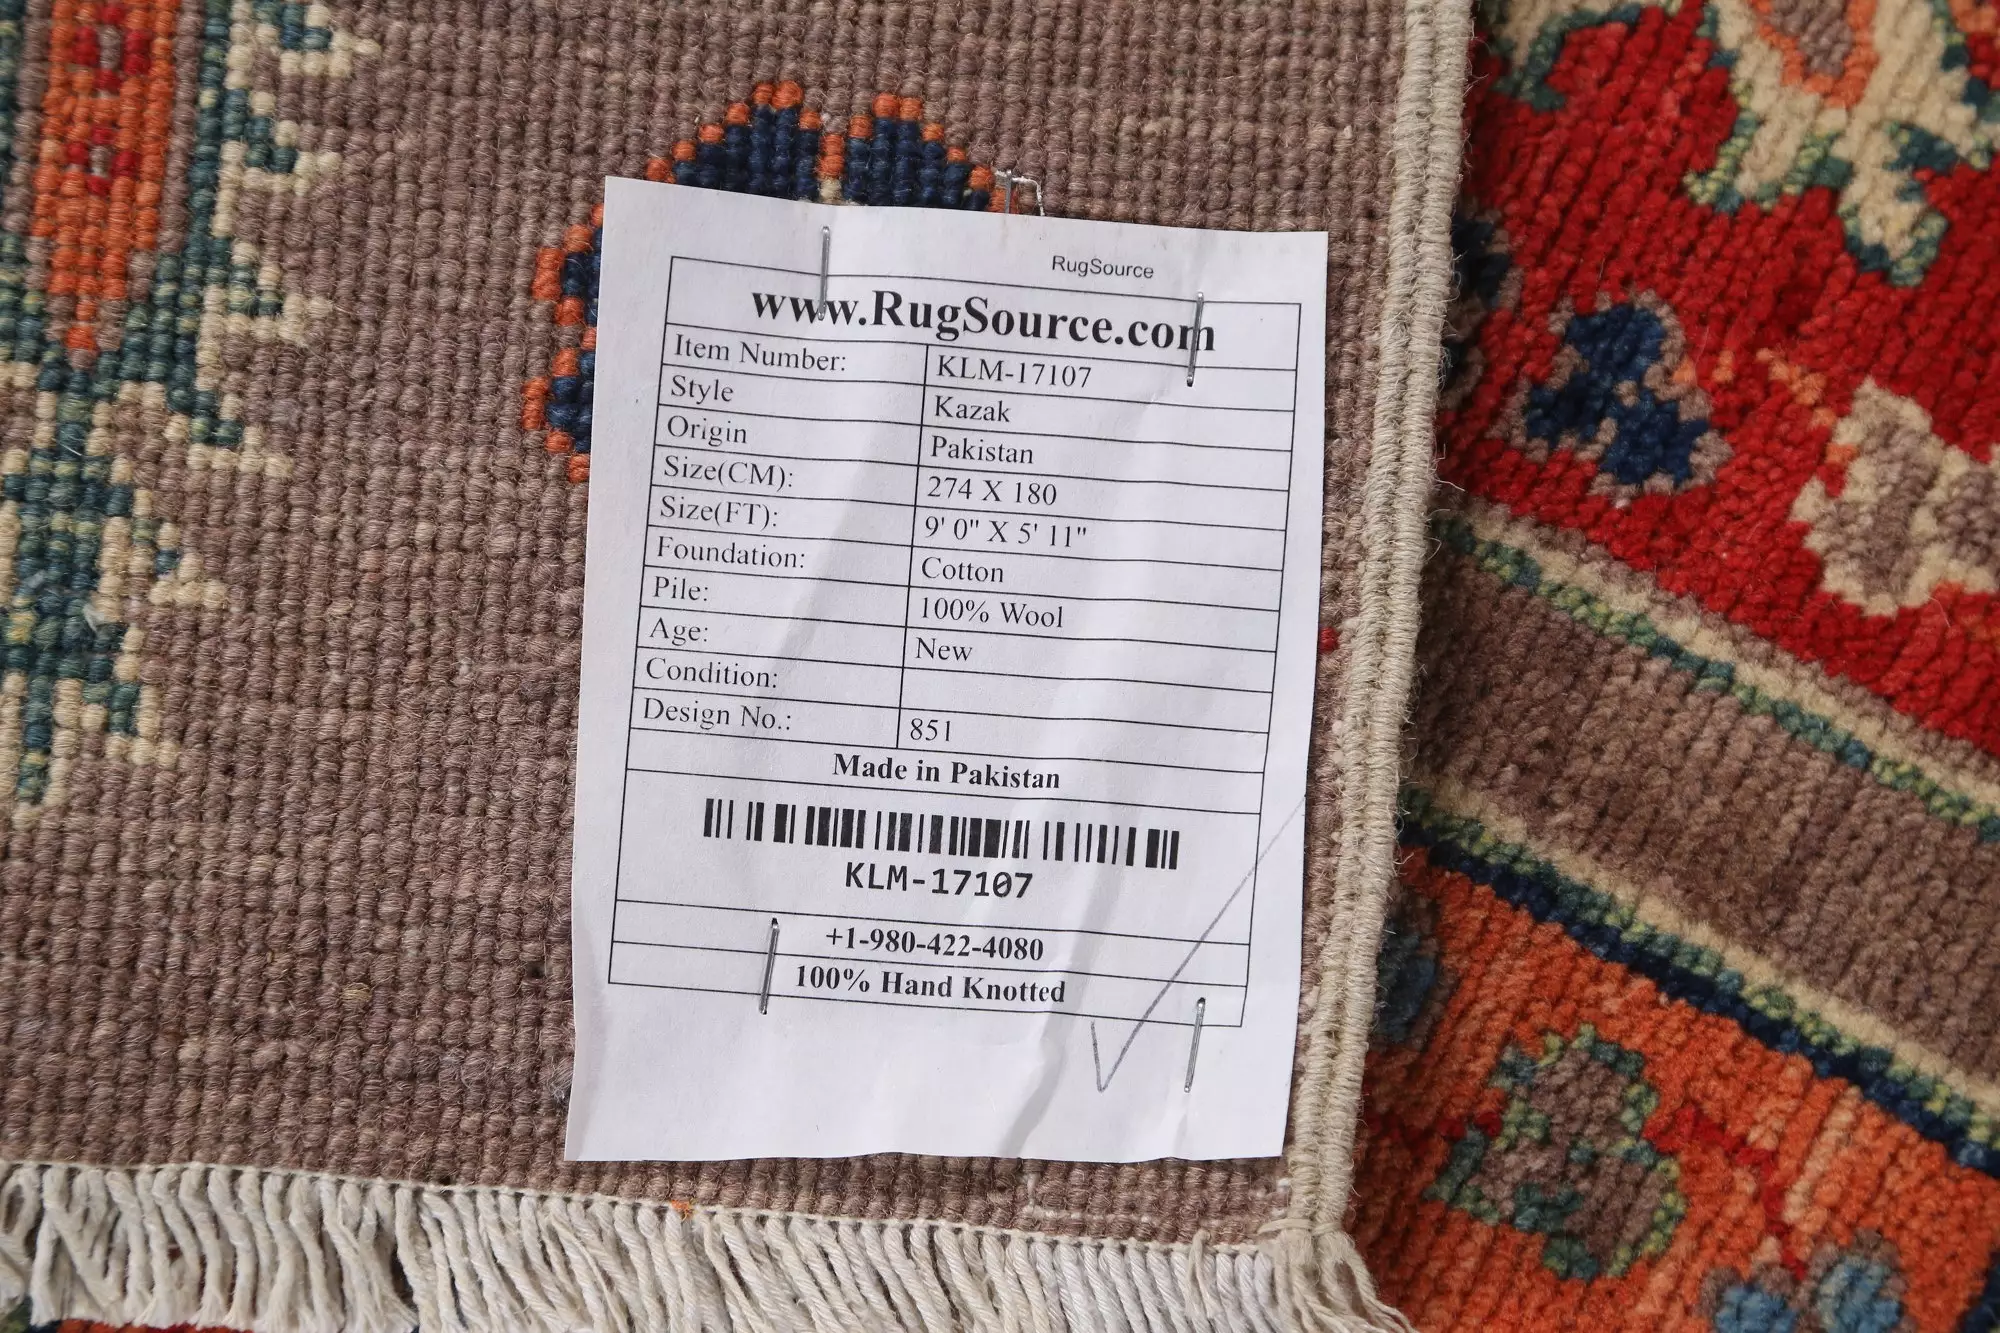 RugSource
www.RugSource.com
Item Number: KLM-17107
Style Kazak
Origin Pakistan
Size(CM): 274 X 180
Size(FT): 9' 0" X 5' 11"
Foundation: Cotton
Pile: 100% Wool
Age: New
Condition:
Design No.: 851
Made in Pakistan
KLM-17107
+1-980-422-4080
100% Hand Knotted